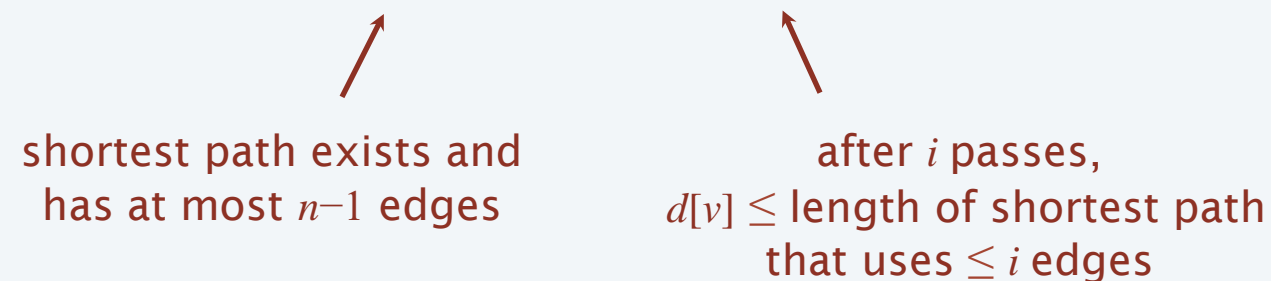 shortest path exists and
has at most n−1 edges
after i passes,
d[v] ≤ length of shortest path
that uses ≤ i edges